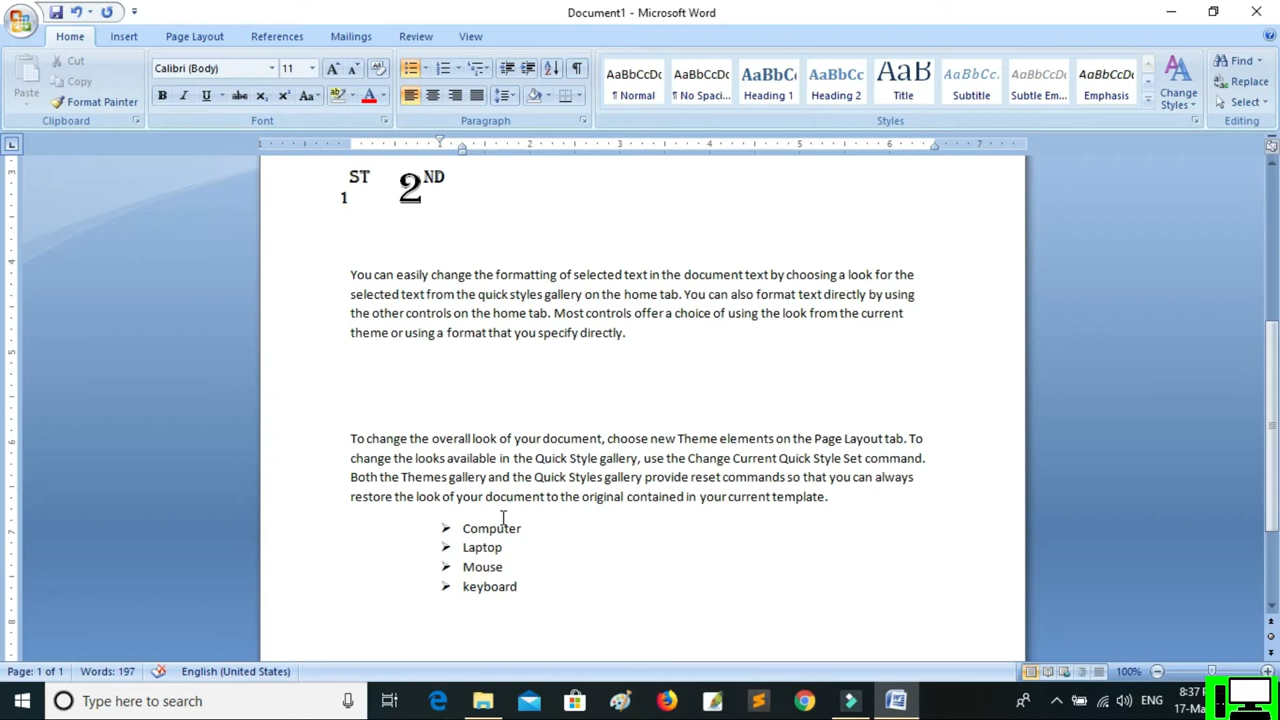 Document1 - Microsoft Word
Home Insert Page Layout References Mailings Review View
Cut
Copy
Paste
Format Painter
Clipboard
Calibri (Body) 11
Font
Paragraph
AaBbCcDc AaBbCcDc AaBbC AaBbCc AaB AaBbCc. AaBbCcDc AaBbCcDc
¶ Normal ¶ No Spaci... Heading 1 Heading 2 Title Subtitle Subtle Em... Emphasis
Change Styles
Styles
Find
Replace
Select
Editing
1 1 2 3 4 5 6 7
1ST 2ND
You can easily change the formatting of selected text in the document text by choosing a look for the
selected text from the quick styles gallery on the home tab. You can also format text directly by using
the other controls on the home tab. Most controls offer a choice of using the look from the current
theme or using a format that you specify directly.
To change the overall look of your document, choose new Theme elements on the Page Layout tab. To
change the looks available in the Quick Style gallery, use the Change Current Quick Style Set command.
Both the Themes gallery and the Quick Styles gallery provide reset commands so that you can always
restore the look of your document to the original contained in your current template.
➢ Computer
➢ Laptop
➢ Mouse
➢ keyboard
Page: 1 of 1 Words: 197 English (United States) 100%
Type here to search
ENG
8:37
17-Ma